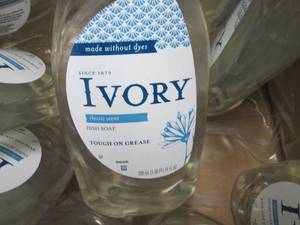 made without dyes
SINCE 1879
IVORY
classic scent
DISH SOAP
TOUGH ON GREASE